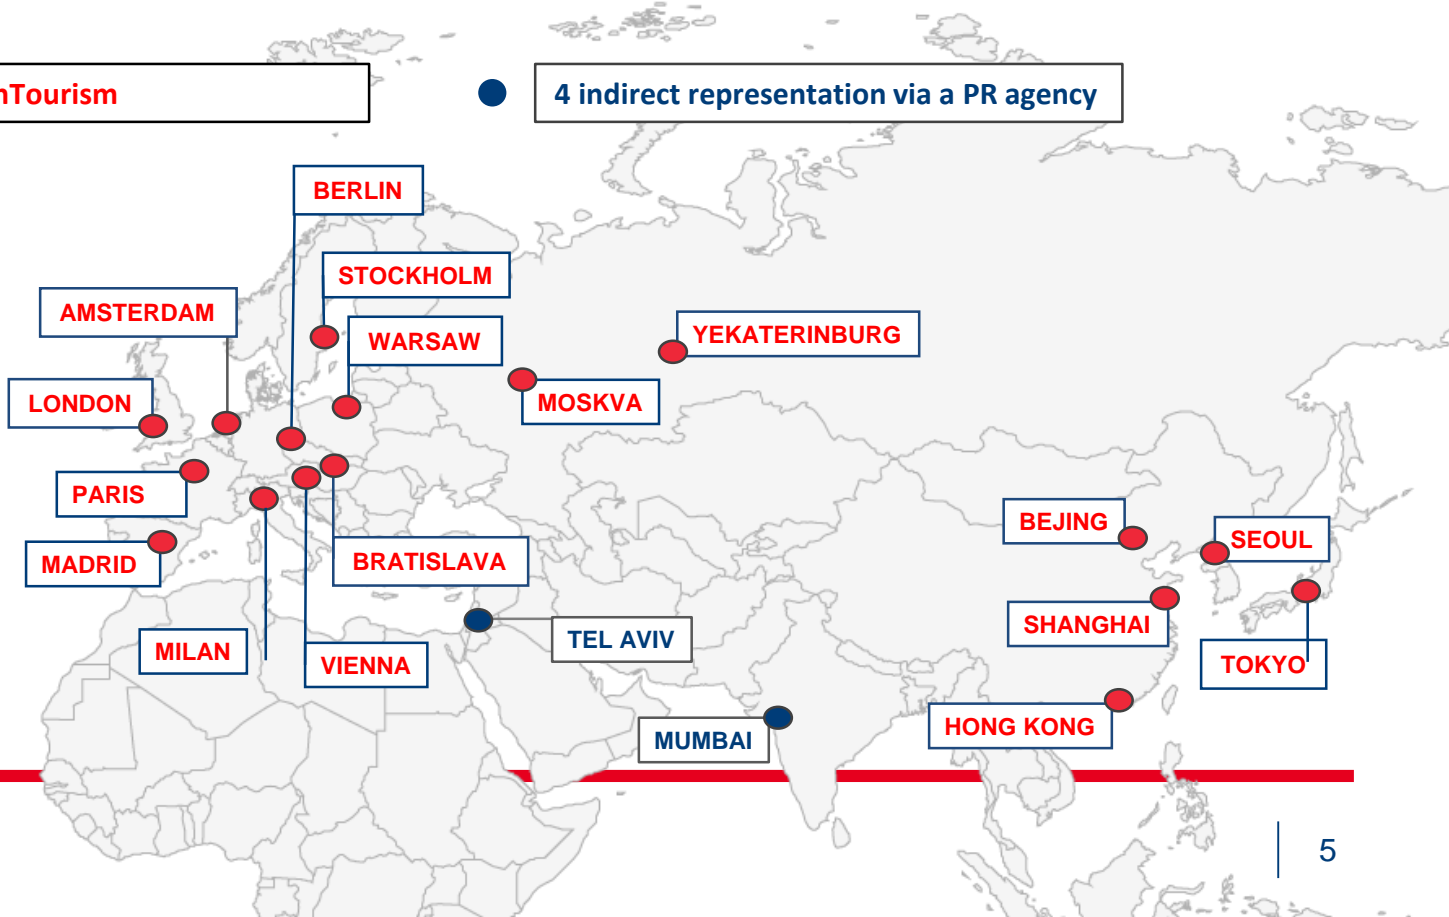 nTourism
4 indirect representation via a PR agency
BERLIN
STOCKHOLM
AMSTERDAM
WARSAW
YEKATERINBURG
LONDON
MOSKVA
PARIS
BEJING
SEOUL
MADRID
BRATISLAVA
SHANGHAI
TEL AVIV
MILAN
VIENNA
TOKYO
HONG KONG
MUMBAI
5